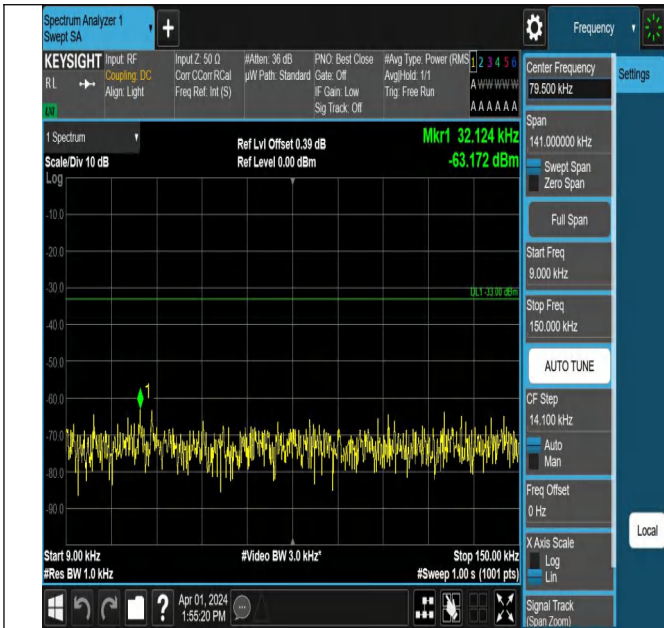 Spectrum Analyzer 1
Swept SA
+
Frequency
KEYSIGHT
RL
LXI
Input: RF
Coupling: DC
Align: Light
Input Z: 50 Ω
Corr CCorr RCal
Freq Ref: Int (S)
#Atten: 36 dB
µW Path: Standard
PNO: Best Close
Gate: Off
IF Gain: Low
Sig Track: Off
#Avg Type: Power (RMS
Avg|Hold: 1/1
Trig: Free Run
1 2 3 4 5 6
A W W W W W
A A A A A A
1 Spectrum
Scale/Div 10 dB
Log
Ref Lvl Offset 0.39 dB
Ref Level 0.00 dBm
Mkr1 32.124 kHz
-63.172 dBm
-10.0
-20.0
-30.0
DL1 -33.00 dBm
-40.0
-50.0
-60.0
1
-70.0
-80.0
-90.0
Start 9.00 kHz
#Video BW 3.0 kHz*
Stop 150.00 kHz
#Res BW 1.0 kHz
#Sweep 1.00 s (1001 pts)
?
Apr 01, 2024
1:55:20 PM
Center Frequency
79.500 kHz
Settings
Span
141.000000 kHz
Swept Span
Zero Span
Full Span
Start Freq
9.000 kHz
Stop Freq
150.000 kHz
AUTO TUNE
CF Step
14.100 kHz
Auto
Man
Freq Offset
0 Hz
Local
X Axis Scale
Log
Lin
Signal Track
(Span Zoom)